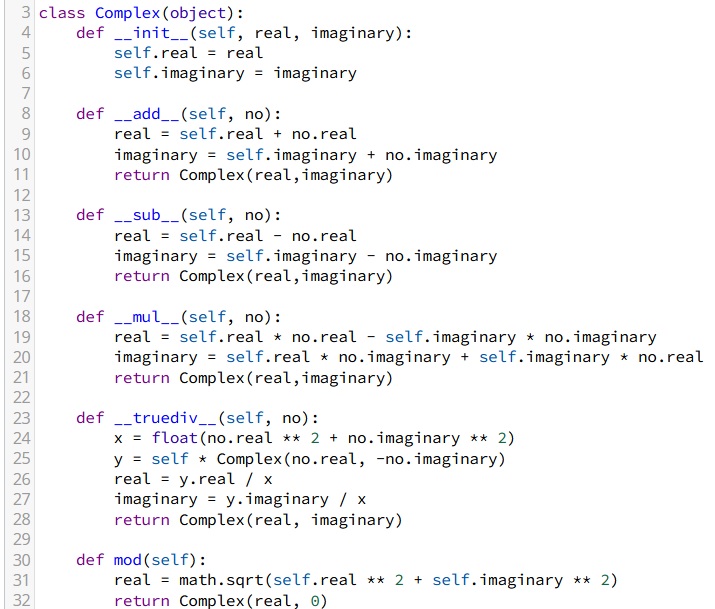 3 class Complex(object):
4     def __init__(self, real, imaginary):
5         self.real = real
6         self.imaginary = imaginary
7
8     def __add__(self, no):
9         real = self.real + no.real
10         imaginary = self.imaginary + no.imaginary
11         return Complex(real,imaginary)
12
13     def __sub__(self, no):
14         real = self.real - no.real
15         imaginary = self.imaginary - no.imaginary
16         return Complex(real,imaginary)
17
18     def __mul__(self, no):
19         real = self.real * no.real - self.imaginary * no.imaginary
20         imaginary = self.real * no.imaginary + self.imaginary * no.real
21         return Complex(real,imaginary)
22
23     def __truediv__(self, no):
24         x = float(no.real ** 2 + no.imaginary ** 2)
25         y = self * Complex(no.real, -no.imaginary)
26         real = y.real / x
27         imaginary = y.imaginary / x
28         return Complex(real, imaginary)
29
30     def mod(self):
31         real = math.sqrt(self.real ** 2 + self.imaginary ** 2)
32         return Complex(real, 0)